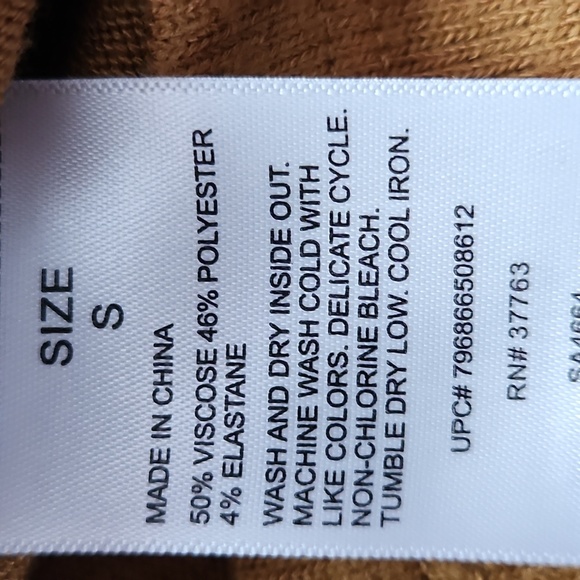 SIZE
S
MADE IN CHINA
50% VISCOSE 46% POLYESTER
4% ELASTANE
WASH AND DRY INSIDE OUT.
MACHINE WASH COLD WITH
LIKE COLORS. DELICATE CYCLE.
NON-CHLORINE BLEACH.
TUMBLE DRY LOW. COOL IRON.
UPC# 796866508612
RN# 37763